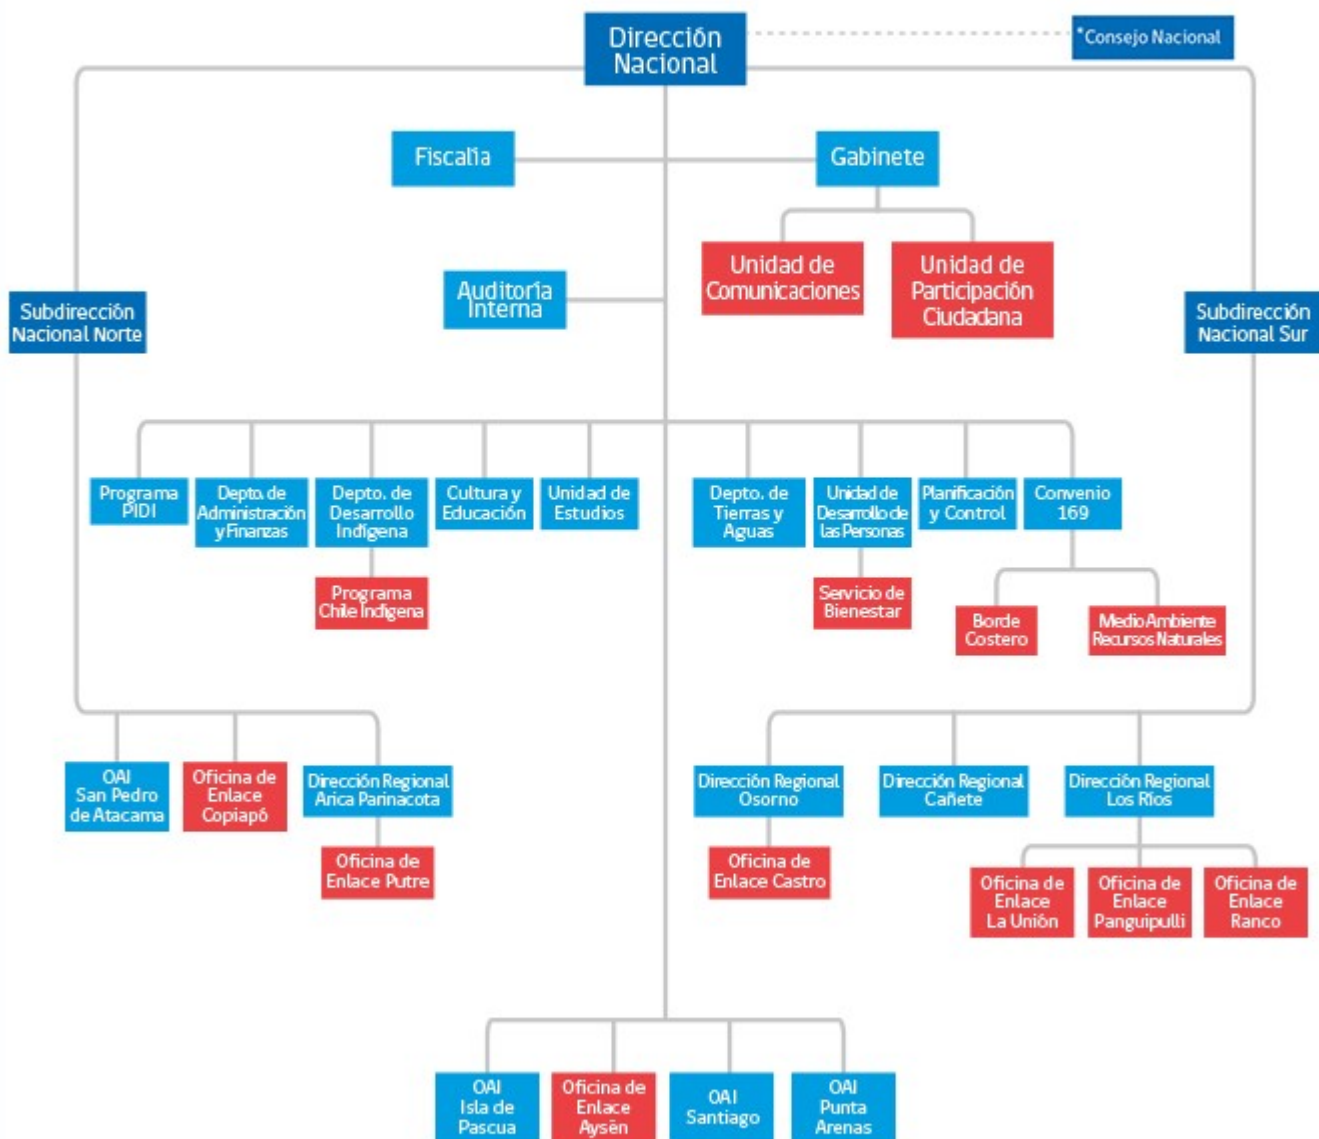 Dirección
Nacional
*Consejo Nacional
Fiscalía
Gabinete
Unidad de
Comunicaciones
Unidad de
Participación
Ciudadana
Auditoría
Interna
Subdirección
Nacional Norte
Subdirección
Nacional Sur
Programa
PIDI
Depto. de
Administración
y Finanzas
Depto. de
Desarrollo
Indígena
Cultura y
Educación
Unidad de
Estudios
Depto. de
Tierras y
Aguas
Unidad de
Desarrollo de
las Personas
Planificación
y Control
Convenio
169
Programa
Chile Indígena
Servicio de
Bienestar
Borde
Costero
Medio Ambiente
Recursos Naturales
OAI
San Pedro
de Atacama
Oficina de
Enlace
Copiapó
Dirección Regional
Arica Parinacota
Dirección Regional
Osorno
Dirección Regional
Cañete
Dirección Regional
Los Ríos
Oficina de
Enlace Putre
Oficina de
Enlace Castro
Oficina de
Enlace
La Unión
Oficina de
Enlace
Panguipulli
Oficina de
Enlace
Ranco
OAI
Isla de
Pascua
Oficina de
Enlace
Aysén
OAI
Santiago
OAI
Punta
Arenas